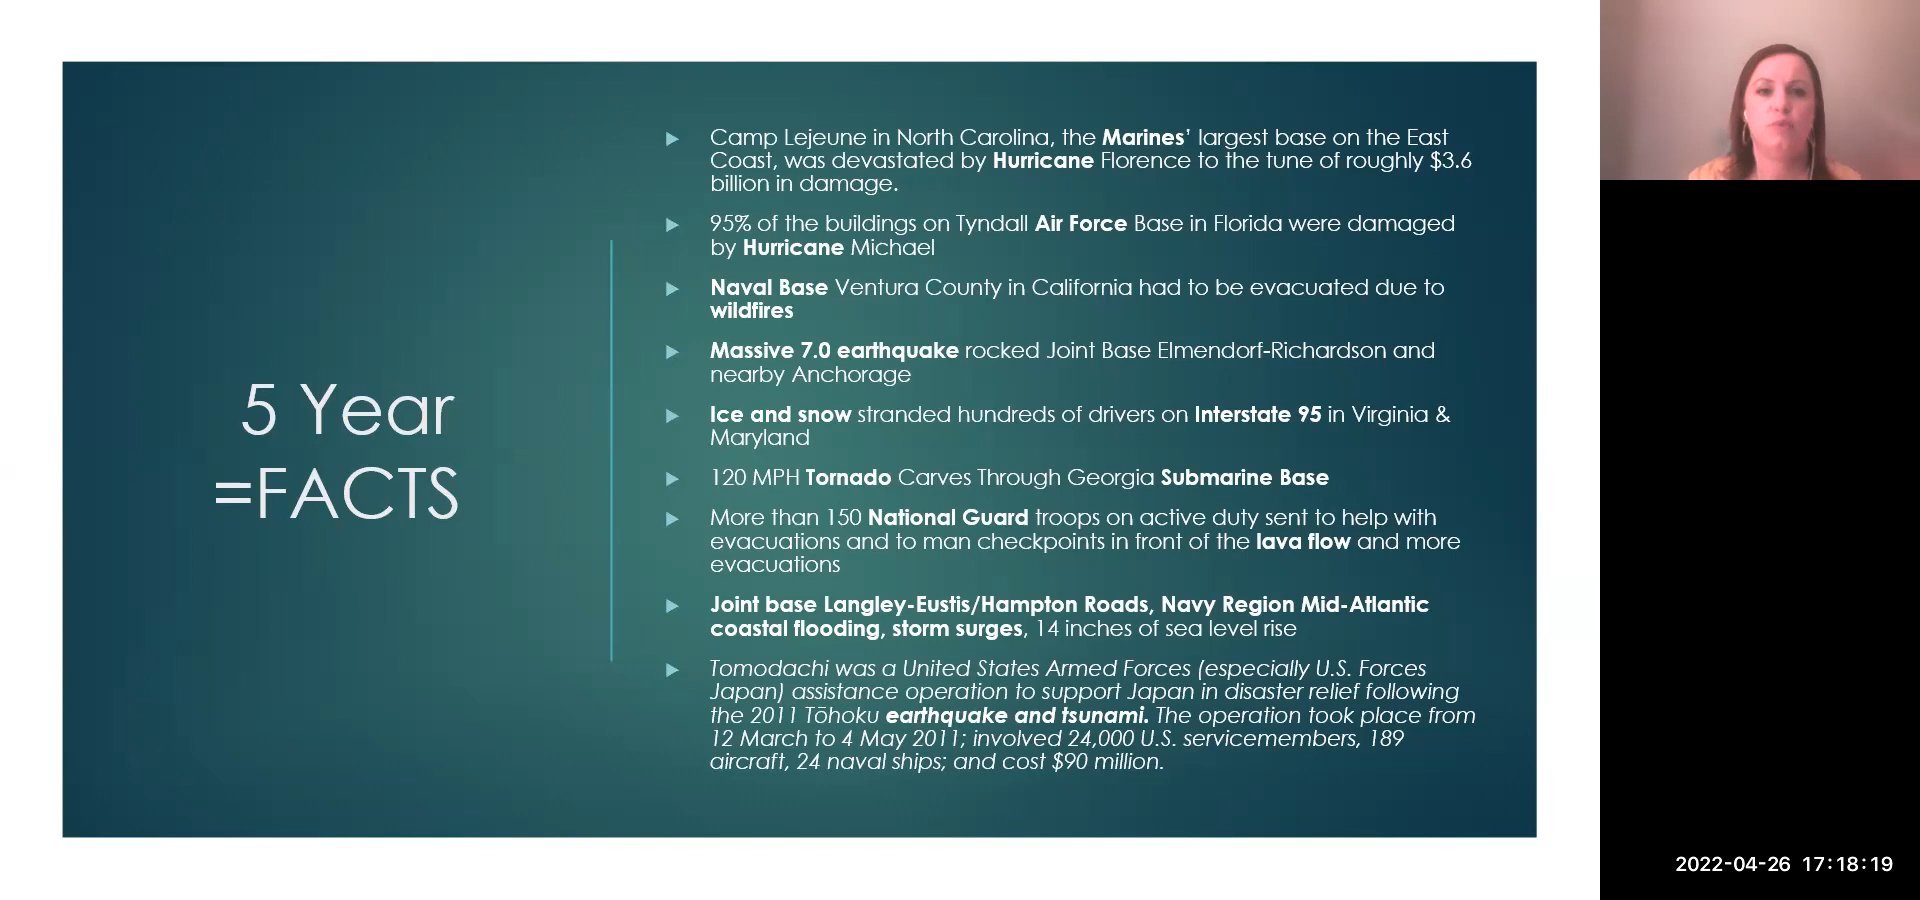 5 Year
=FACTS
Camp Lejeune in North Carolina, the Marines’ largest base on the East
Coast, was devastated by Hurricane Florence to the tune of roughly $3.6
billion in damage.
95% of the buildings on Tyndall Air Force Base in Florida were damaged
by Hurricane Michael
Naval Base Ventura County in California had to be evacuated due to
wildfires
Massive 7.0 earthquake rocked Joint Base Elmendorf-Richardson and
nearby Anchorage
Ice and snow stranded hundreds of drivers on Interstate 95 in Virginia &
Maryland
120 MPH Tornado Carves Through Georgia Submarine Base
More than 150 National Guard troops on active duty sent to help with
evacuations and to man checkpoints in front of the lava flow and more
evacuations
Joint base Langley-Eustis/Hampton Roads, Navy Region Mid-Atlantic
coastal flooding, storm surges, 14 inches of sea level rise
Tomodachi was a United States Armed Forces (especially U.S. Forces
Japan) assistance operation to support Japan in disaster relief following
the 2011 Tōhoku earthquake and tsunami. The operation took place from
12 March to 4 May 2011; involved 24,000 U.S. servicemembers, 189
aircraft, 24 naval ships; and cost $90 million.
2022-04-26 17:18:19